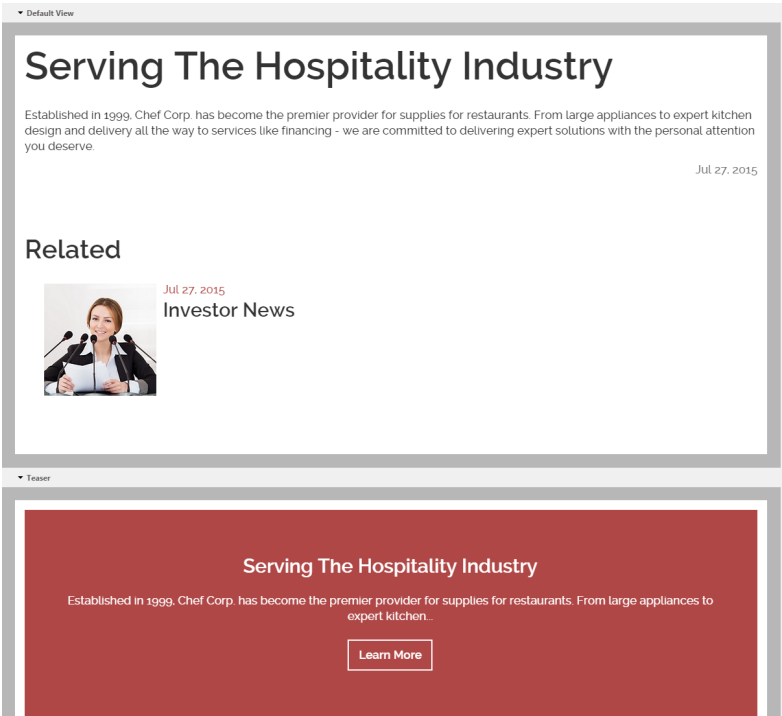 Default View
Serving The Hospitality Industry
Established in 1999, Chef Corp. has become the premier provider for supplies for restaurants. From large appliances to expert kitchen
design and delivery all the way to services like financing - we are committed to delivering expert solutions with the personal attention
you deserve.
Jul 27, 2015
Related
Jul 27, 2015
Investor News
Teaser
Serving The Hospitality Industry
Established in 1999, Chef Corp. has become the premier provider for supplies for restaurants. From large appliances to
expert kitchen...
Learn More